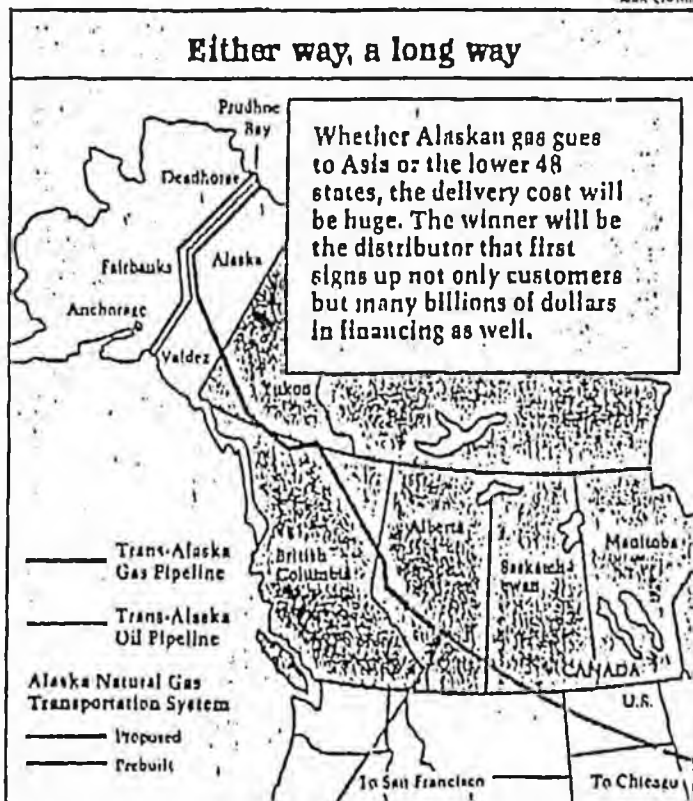 Either way, a long way
Prudhoe
Bay
Whether Alaskan gas goes
to Asia or the lower 48
states, the delivery cost will
be huge. The winner will be
the distributor that first
signs up not only customers
but many billions of dollars
in financing as well.
Deadhorse
Fairbanks
Alaska
Anchorage
Valdez
Yukon
British
Columbia
Alberta
Saskatch
ewan
Manitoba
CANADA
U.S.
Trans-Alaska
Gas Pipeline
Trans-Alaska
Oil Pipeline
Alaska Natural Gas
Transportation System
Proposed
Prebuilt
To San Francisco
To Chicago